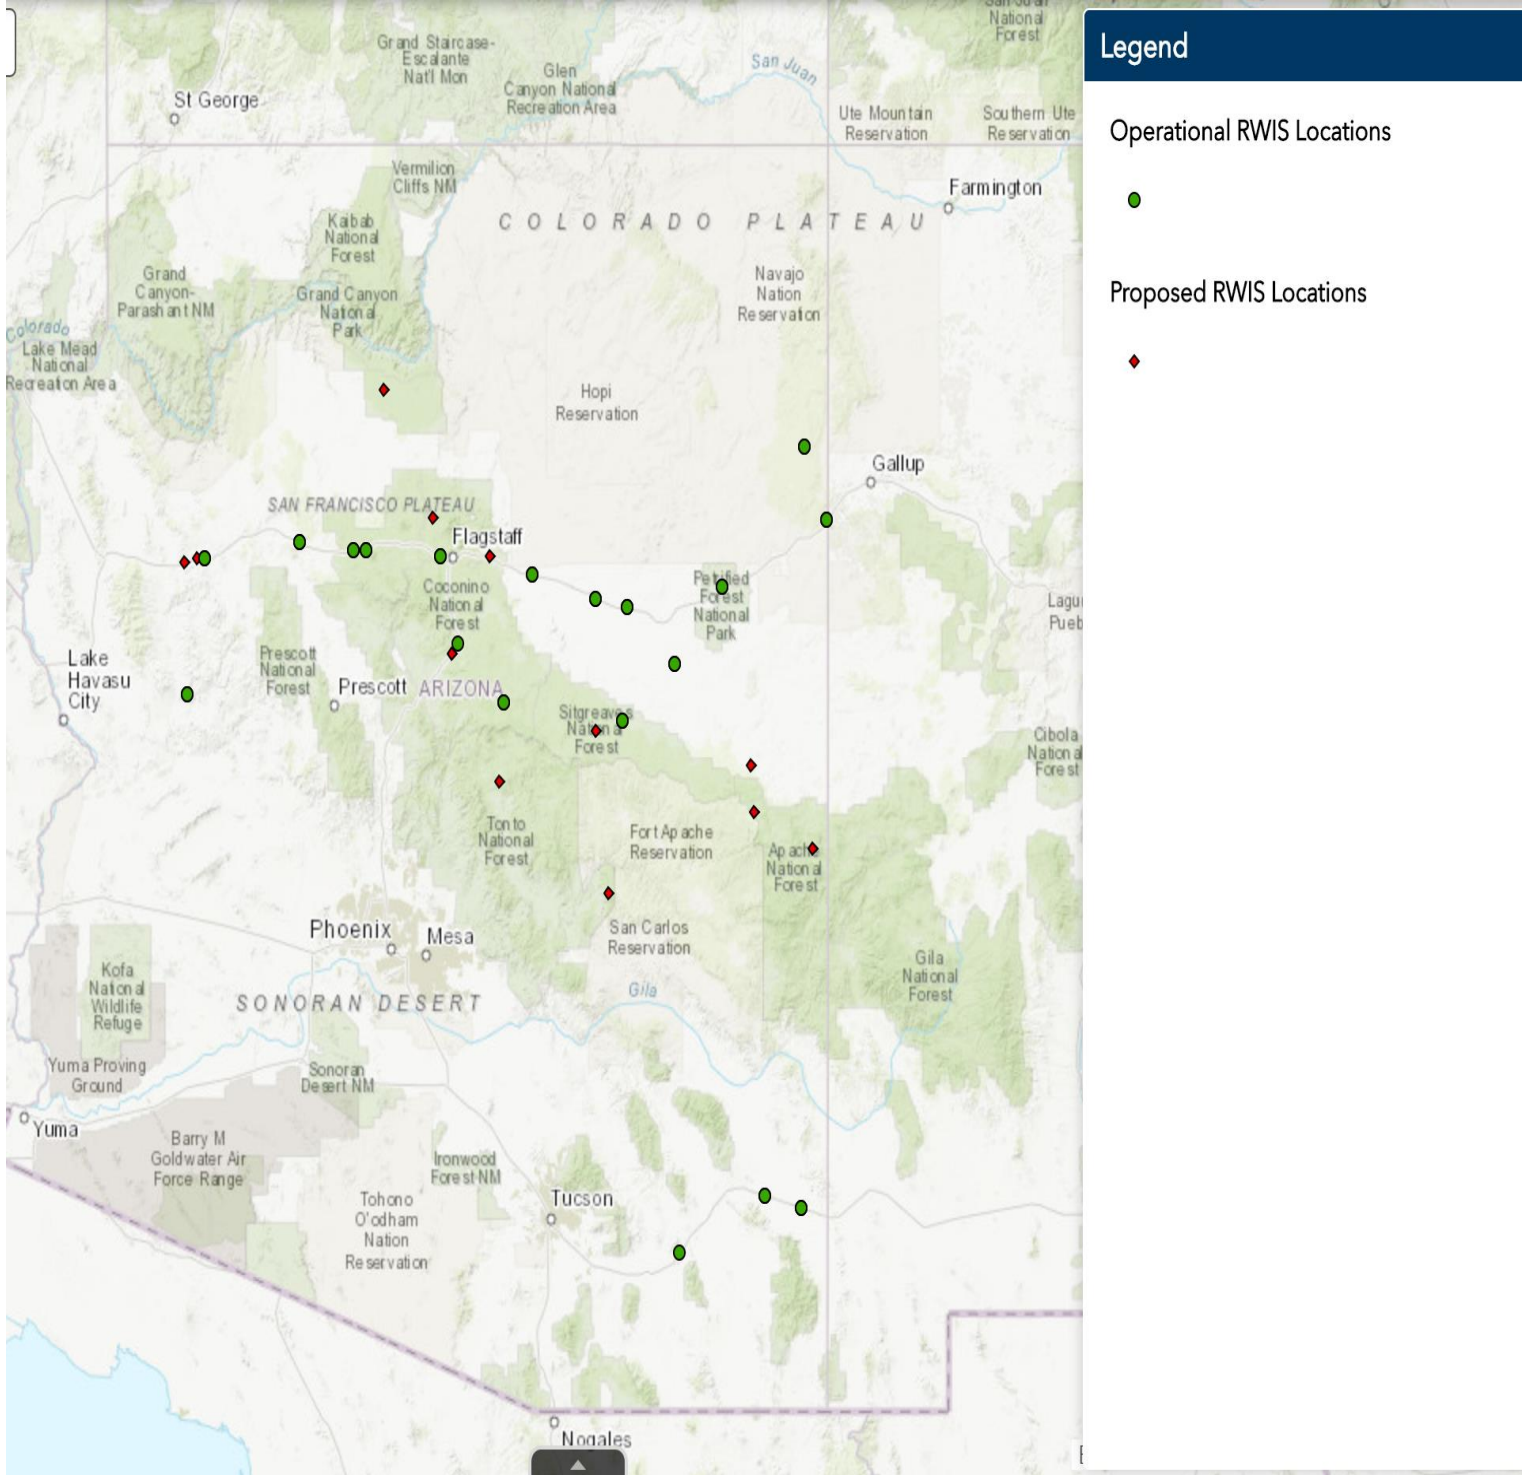 San Juan
National
Forest
Grand Staircase-
Escalante
Nat'l Mon
Glen
Canyon National
Recreation Area
San Juan
St George
Ute Mountain
Reservation
Southern Ute
Reservation
Vermilion
Cliffs NM
Farmington
COLORADO PLATEAU
Kaibab
National
Forest
Grand
Canyon-
Parashant NM
Grand Canyon
National
Park
Navajo
Nation
Reservation
Colorado
Lake Mead
National
Recreation Area
Hopi
Reservation
Gallup
SAN FRANCISCO PLATEAU
Flagstaff
Coconino
National
Forest
Petrified
Forest
National
Park
Lake
Havasu
City
Prescott
National
Forest
Prescott
ARIZONA
Sitgreaves
National
Forest
Cibola
National
Forest
Tonto
National
Forest
Fort Apache
Reservation
Apache
National
Forest
Phoenix
Mesa
San Carlos
Reservation
Kofa
National
Wildlife
Refuge
Gila
National
Forest
SONORAN DESERT
Gila
Yuma Proving
Ground
Sonoran
Desert NM
Yuma
Barry M
Goldwater Air
Force Range
Ironwood
Forest NM
Tohono
O'odham
Nation
Reservation
Tucson
Nogales
Legend
Operational RWIS Locations
Proposed RWIS Locations